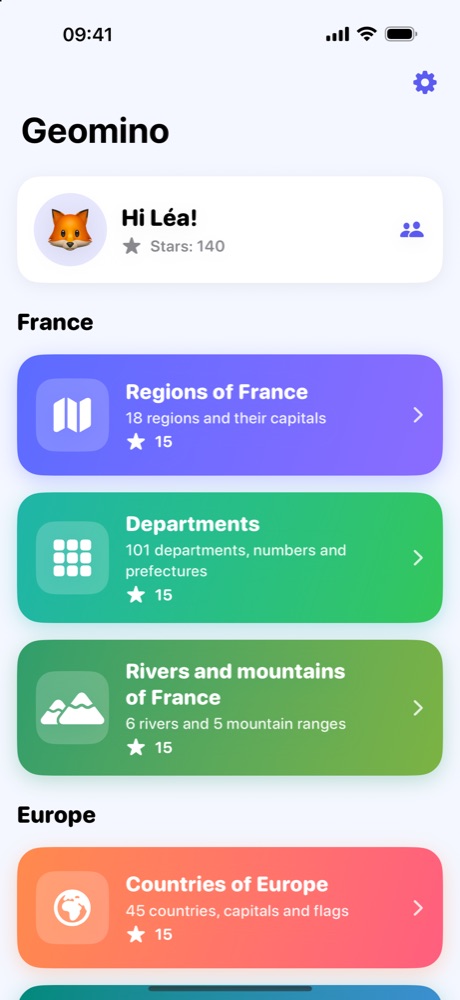 09:41
Geomino
Hi Léa!
Stars: 140
France
Regions of France
18 regions and their capitals
15
Departments
101 departments, numbers and
prefectures
15
Rivers and mountains
of France
6 rivers and 5 mountain ranges
15
Europe
Countries of Europe
45 countries, capitals and flags
15